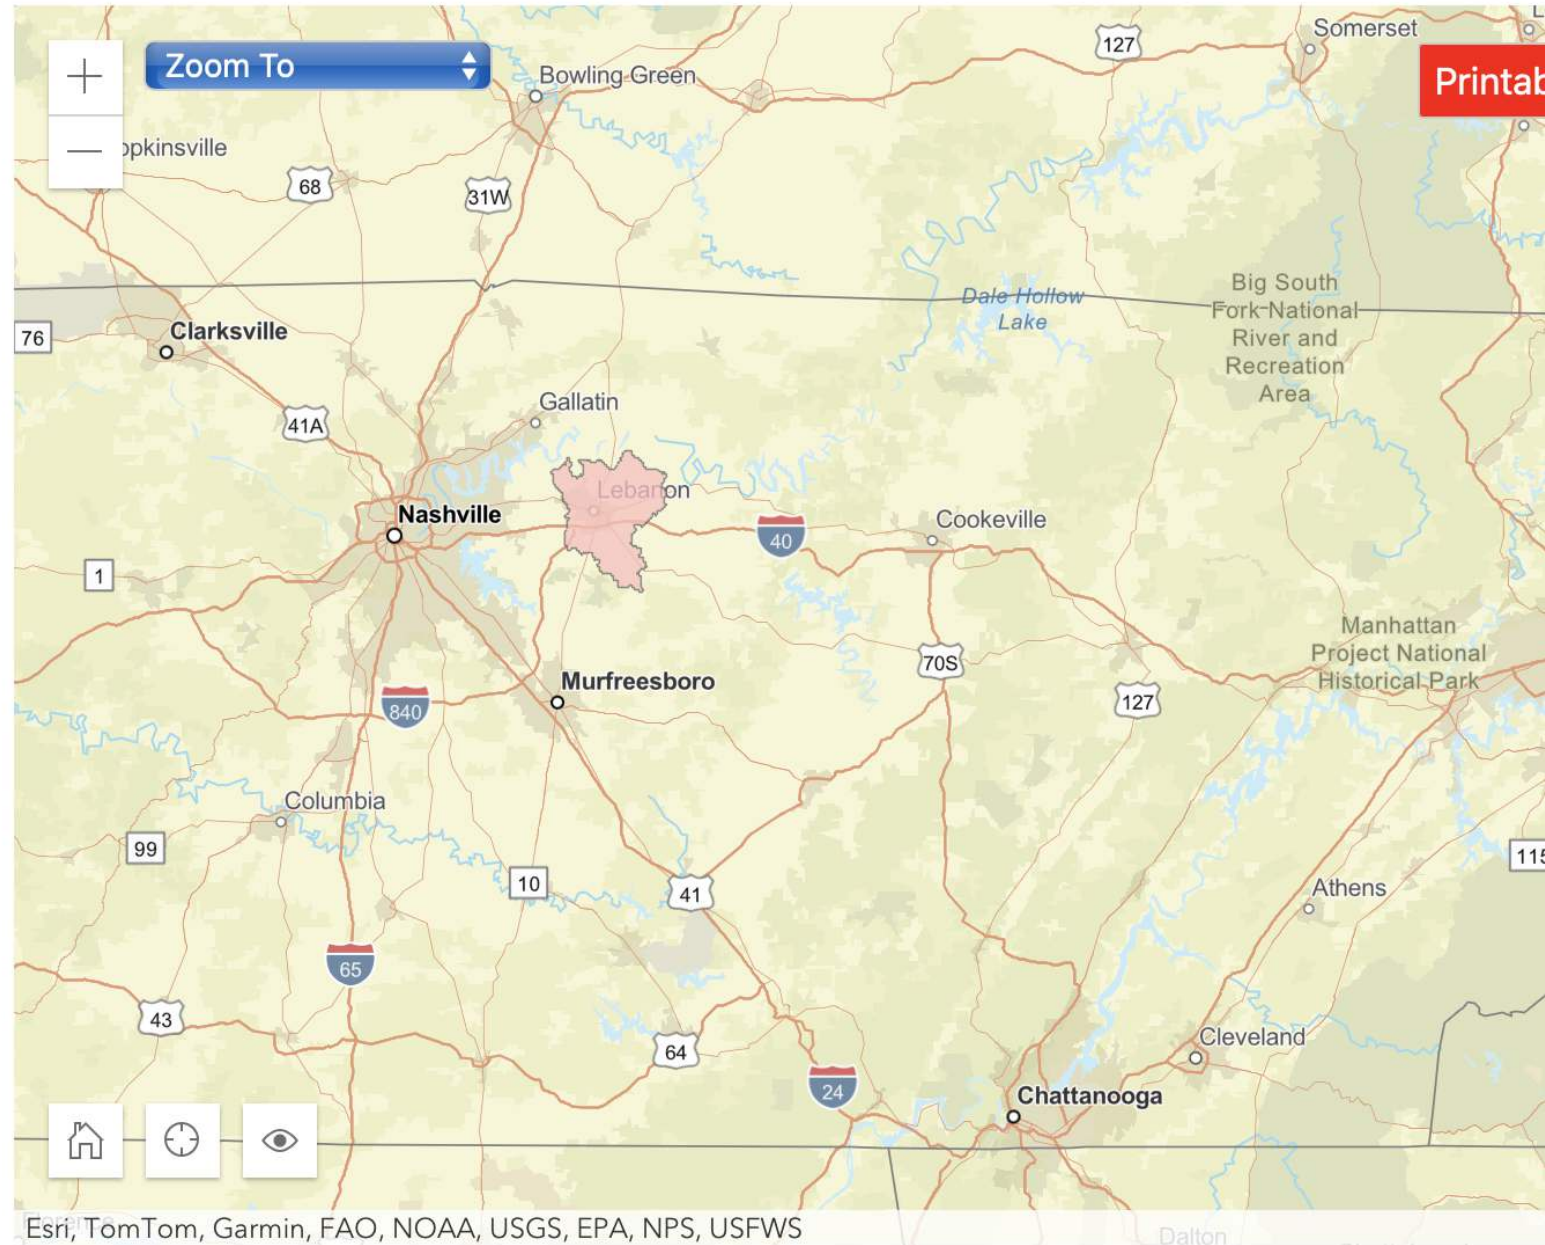 Somerset
127
Zoom To
Bowling Green
Printab
opkinsville
68
31W
Big South
Fork National
River and
Recreation
Area
Dale Hollow
Lake
76
Clarksville
Gallatin
41A
Lebanon
Nashville
40
Cookeville
1
Manhattan
Project National
Historical Park
70S
Murfreesboro
127
840
Columbia
99
10
41
115
Athens
65
43
64
Cleveland
24
Chattanooga
Esri, TomTom, Garmin, FAO, NOAA, USGS, EPA, NPS, USFWS
Dalton